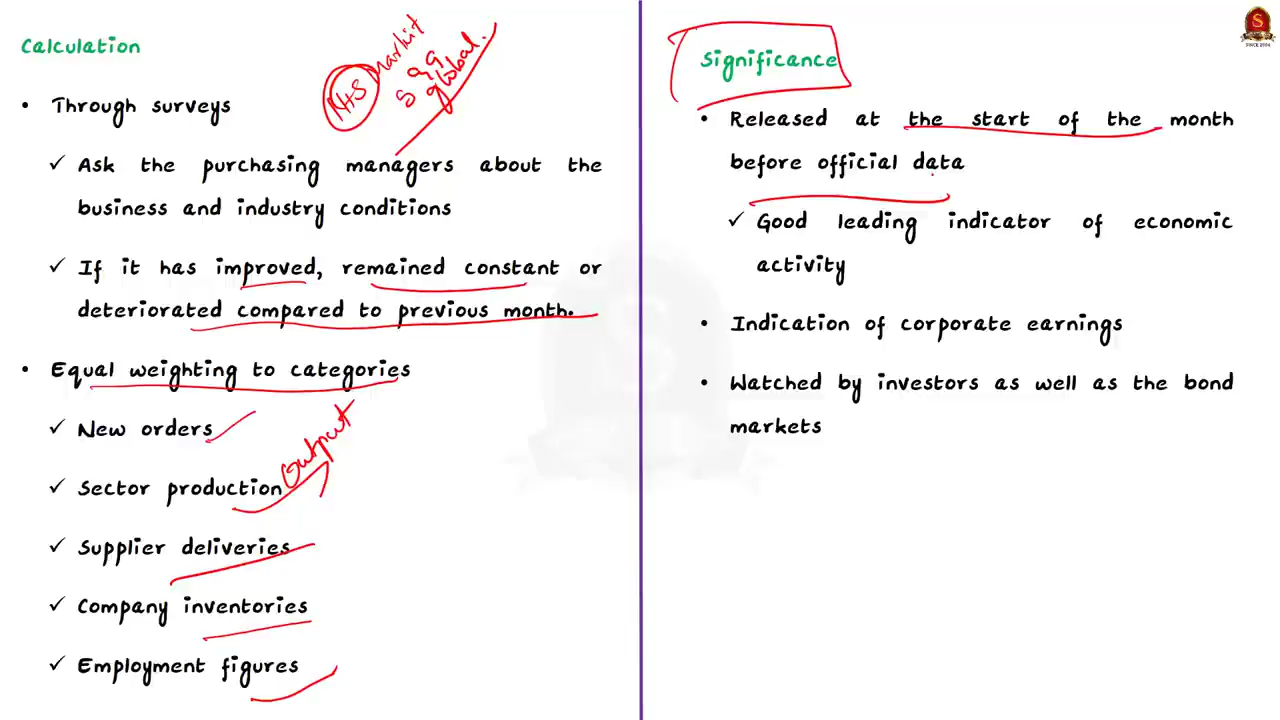 Calculation
• Through surveys
✓ Ask the purchasing managers about the
business and industry conditions
✓ If it has improved, remained constant or
deteriorated compared to previous month.
• Equal weighting to categories
✓ New orders
✓ Sector production
✓ Supplier deliveries
✓ Company inventories
✓ Employment figures
Markit
global.
Output
Significance
• Released at the start of the month
before official data
✓ Good leading indicator of economic
activity
• Indication of corporate earnings
• Watched by investors as well as the bond
markets
S
SINCE 2004